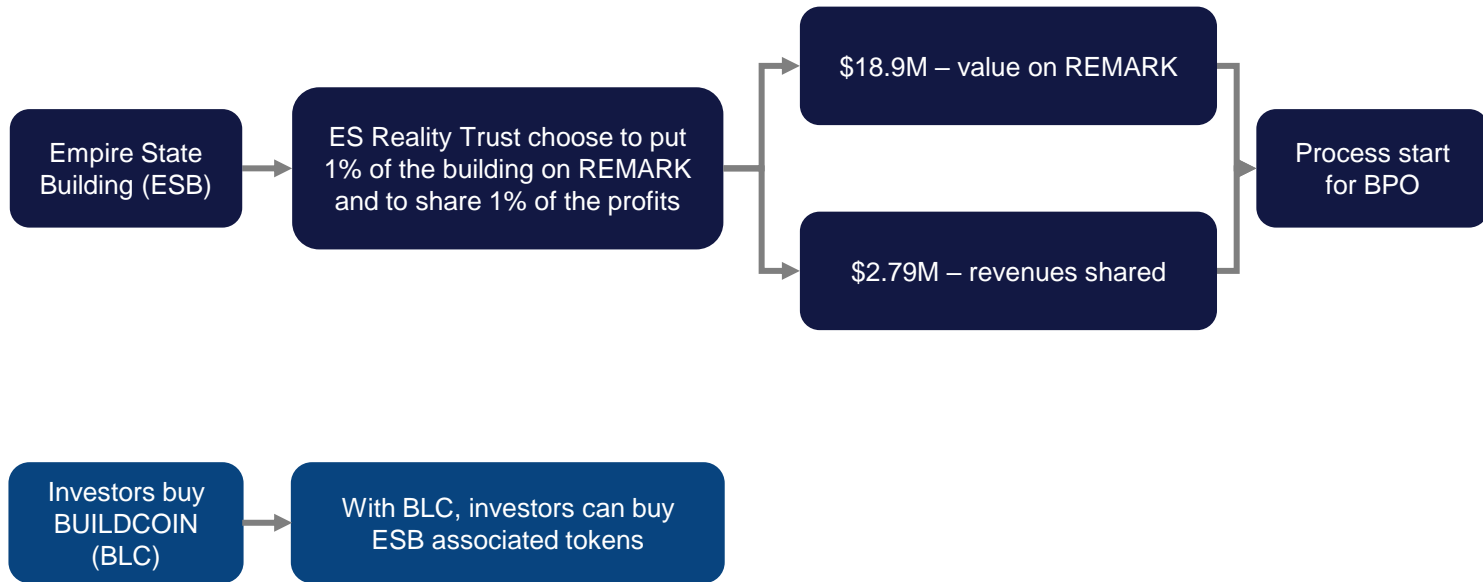 Empire State
Building (ESB)
ES Reality Trust choose to put
1% of the building on REMARK
and to share 1% of the profits
$18.9M – value on REMARK
$2.79M – revenues shared
Process start
for BPO
Investors buy
BUILDCOIN
(BLC)
With BLC, investors can buy
ESB associated tokens